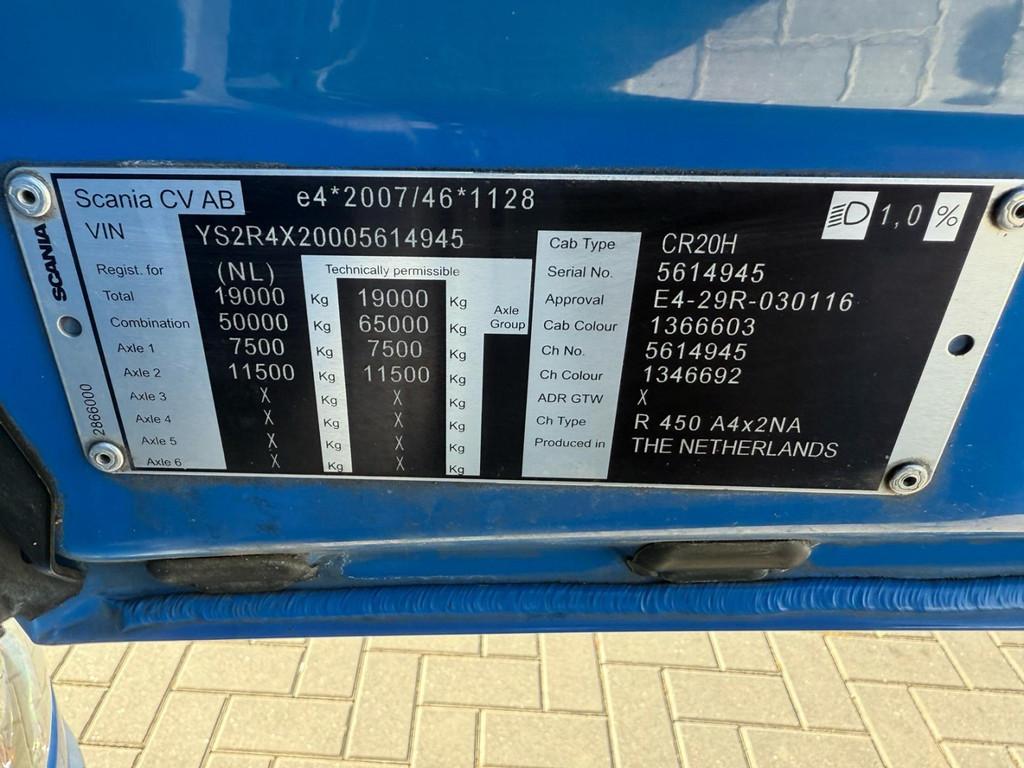 Scania CV AB e4*2007/46*1128 1,0 %
VIN YS2R4X20005614945
SCANIA
2866000
Regist. for (NL) Technically permissible
Total 19000 Kg 19000 Kg
Combination 50000 Kg 65000 Kg
Axle Group
Axle 1 7500 Kg 7500 Kg
Axle 2 11500 Kg 11500 Kg
Axle 3 X Kg X Kg
Axle 4 X Kg X Kg
Axle 5 X Kg X Kg
Axle 6 X Kg X Kg
Cab Type CR20H
Serial No. 5614945
Approval E4-29R-030116
Cab Colour 1366603
Ch No. 5614945
Ch Colour 1346692
ADR GTW X
Ch Type R 450 A4x2NA
Produced in THE NETHERLANDS